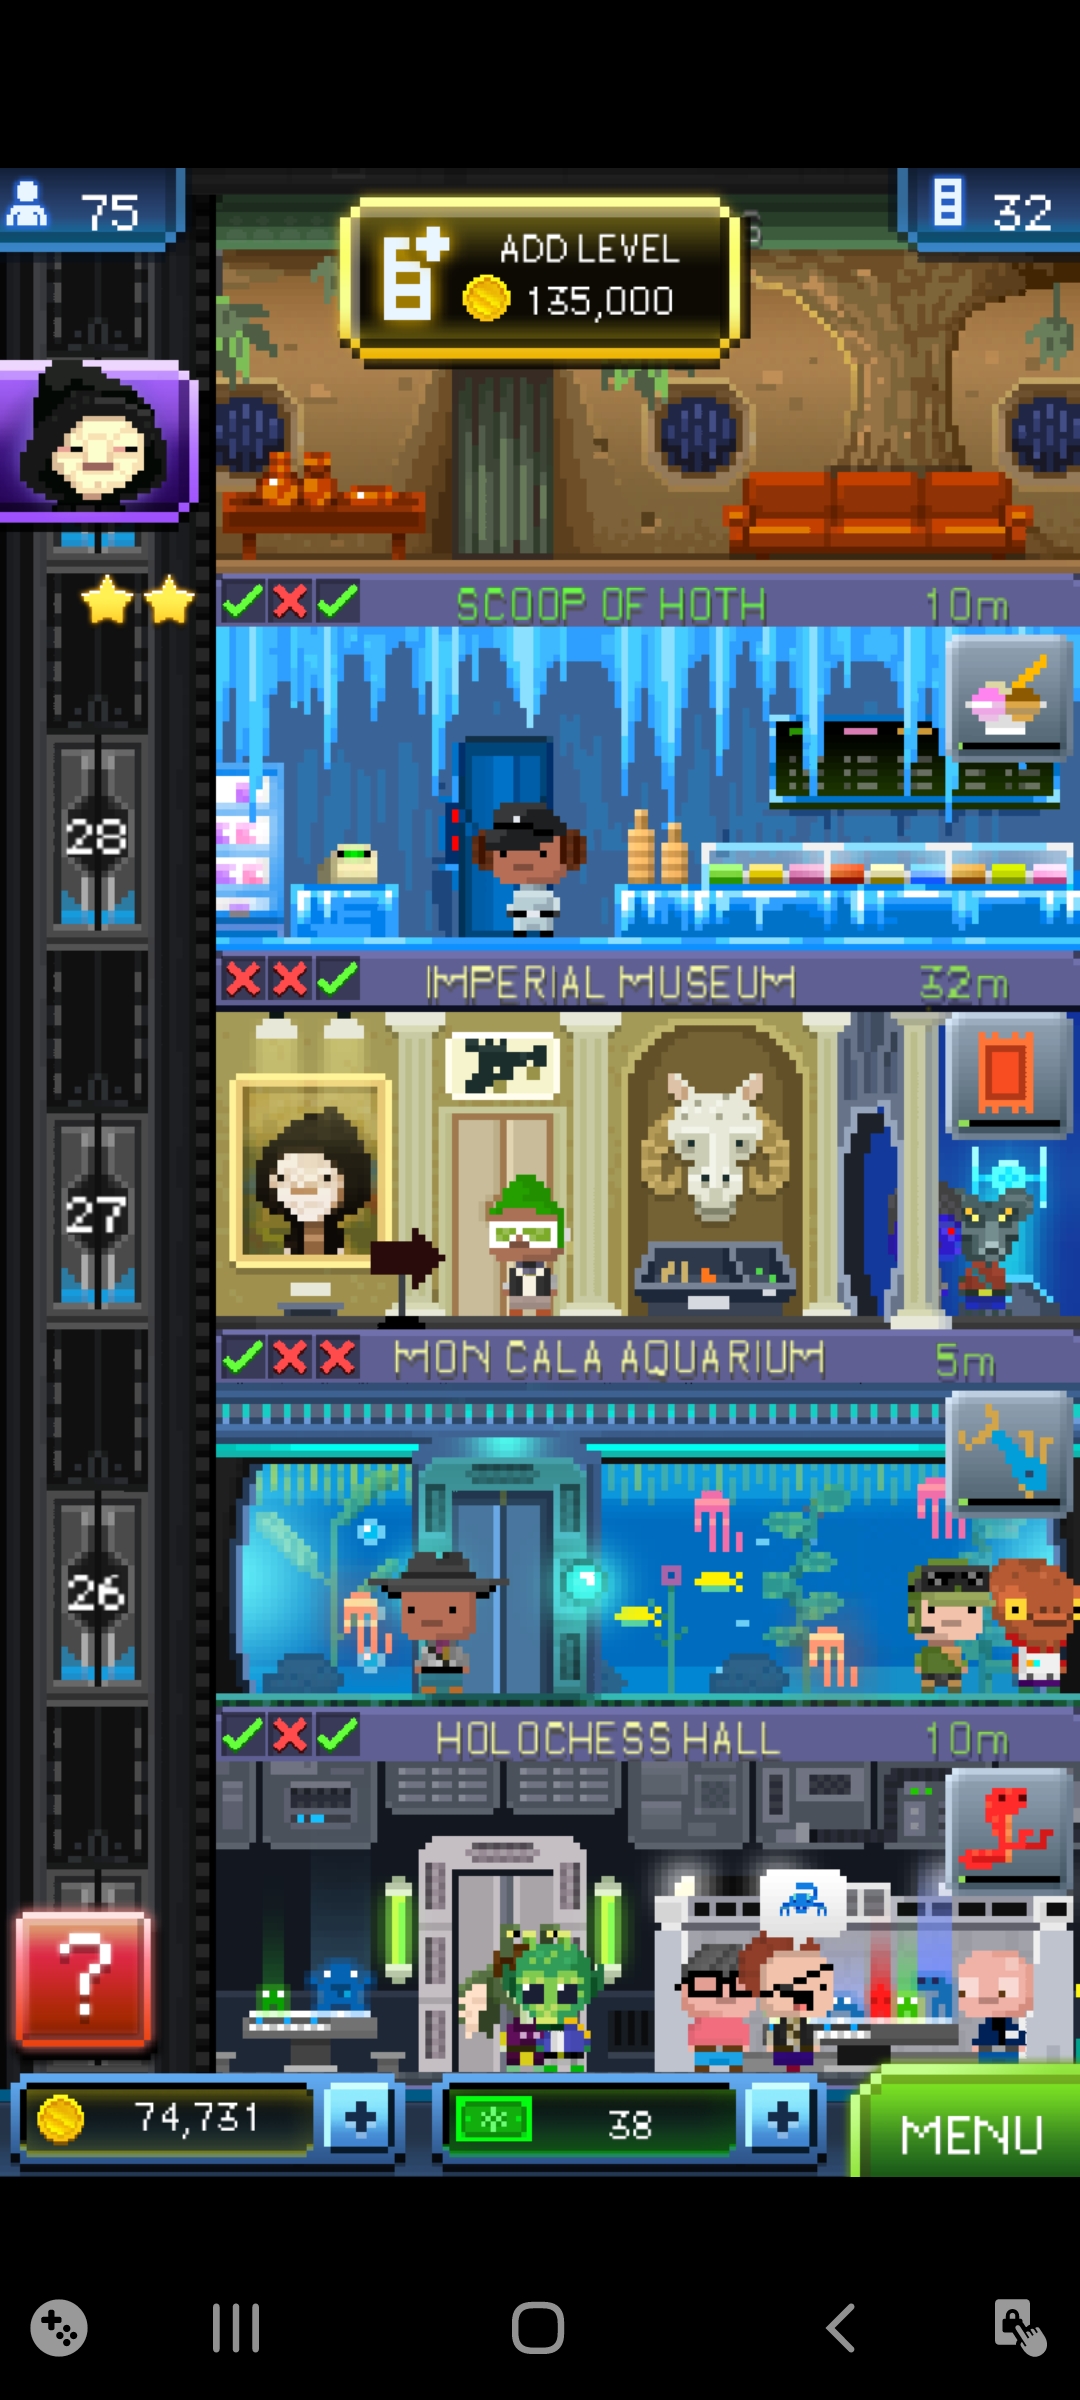 75
32
ADD LEVEL
135,000
SCOOP OF HOTH 10m
28
IMPERIAL MUSEUM 32m
27
MON CALA AQUARIUM 5m
26
HOLOCHESS HALL 10m
?
74,731 +
38 +
MENU